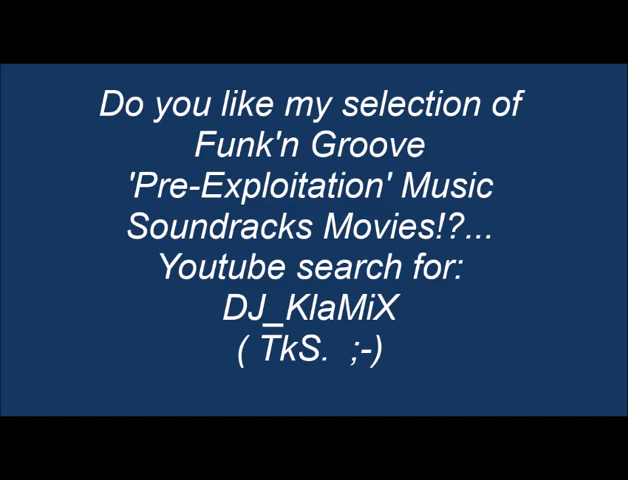 Do you like my selection of
Funk'n Groove
'Pre-Exploitation' Music
Soundracks Movies!?...
Youtube search for:
DJ_KlaMiX
( TkS.  ;-)